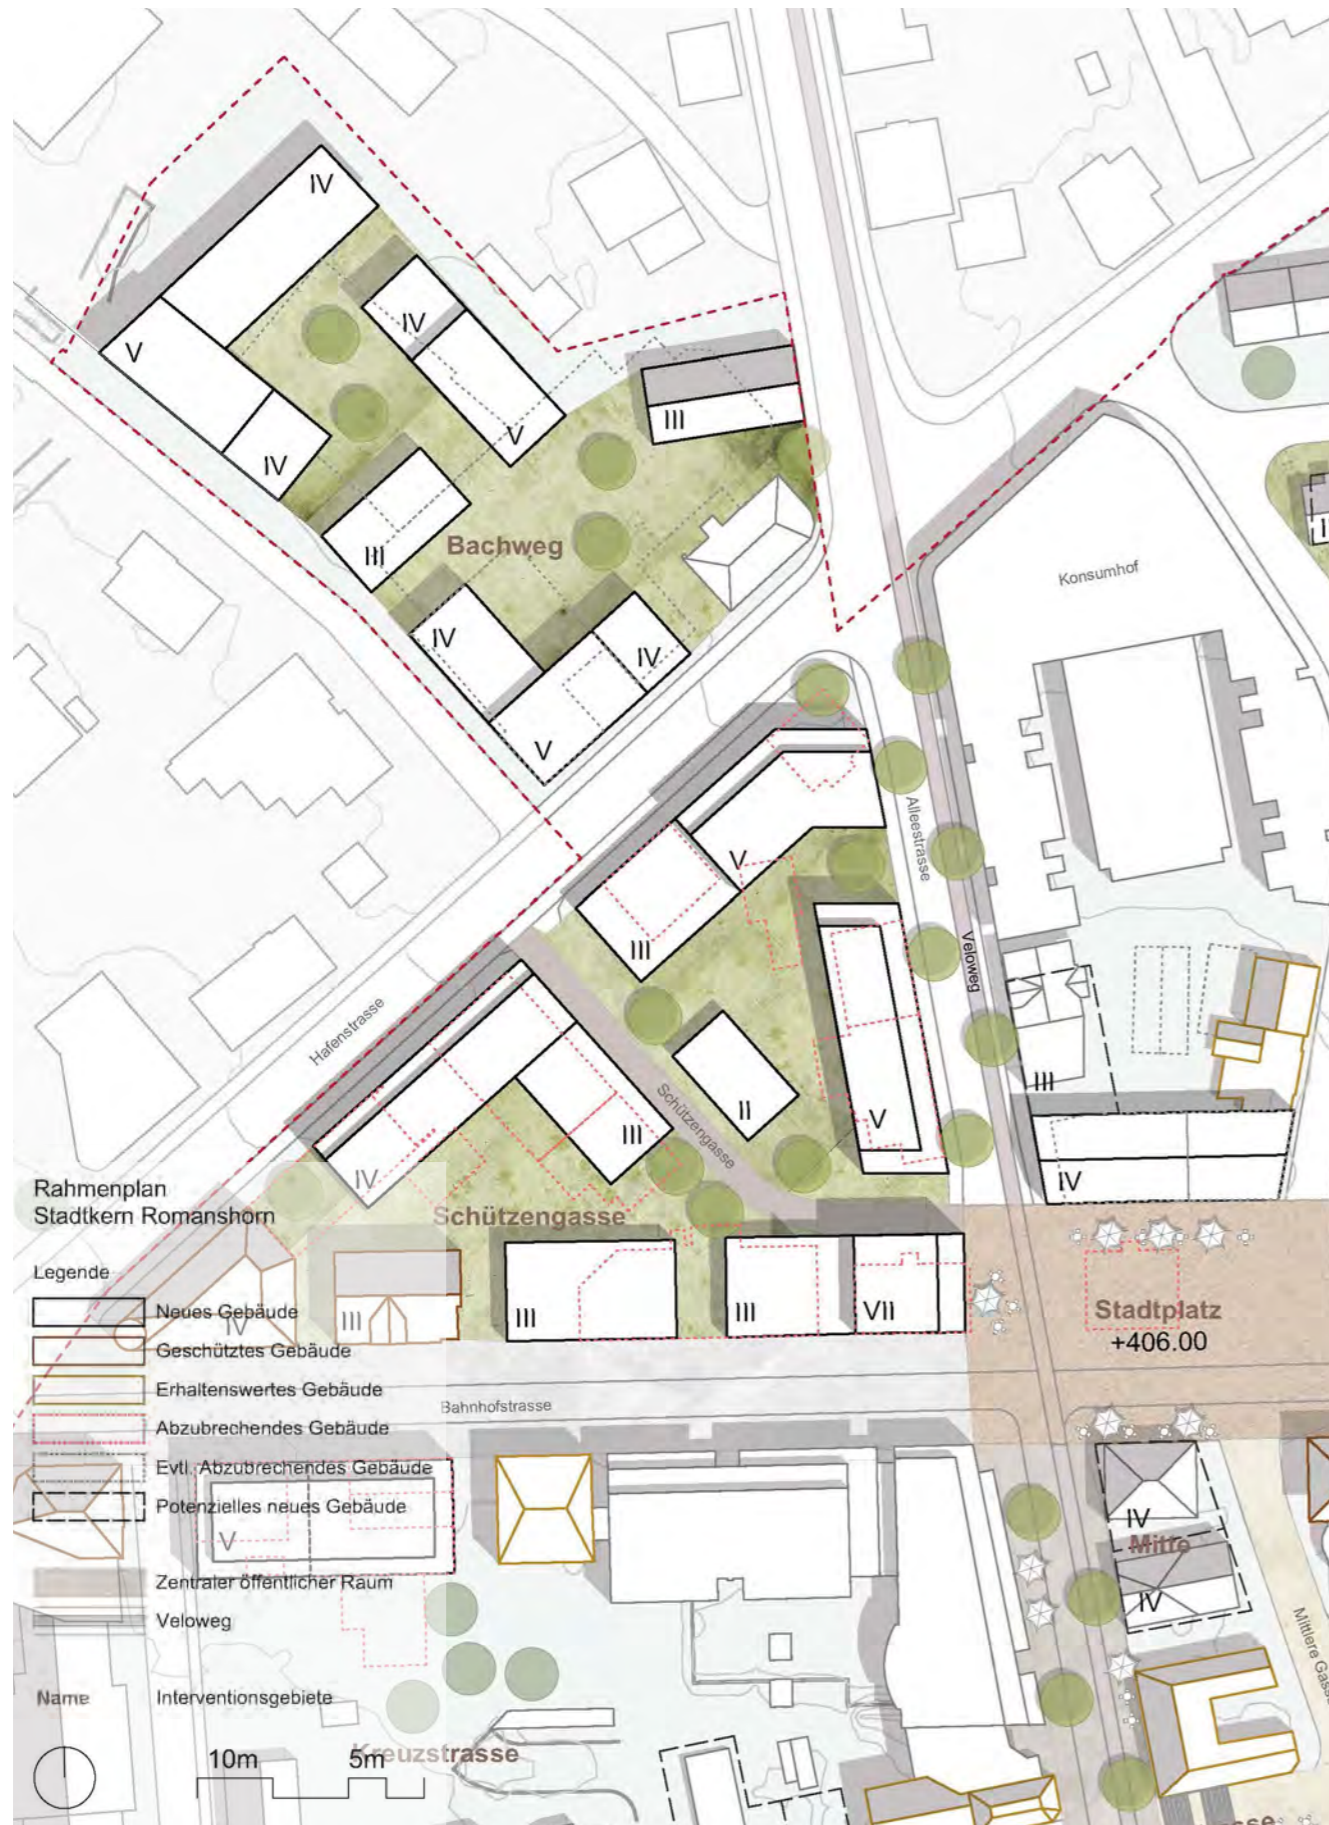 IV
IV
V
V
III
IV
III
Bachweg
Konsumhof
IV
IV
V
Alleestrasse
V
III
Veloweg
Hafenstrasse
III
Schützengasse
II
V
III
IV
IV
Rahmenplan
Stadtkern Romanshorn
Schützengasse
Legende
Neues Gebäude
IV
III
III
III
VII
Stadtplatz
+406.00
Geschütztes Gebäude
Erhaltenswertes Gebäude
Bahnhofstrasse
Abzubrechendes Gebäude
Evtl. Abzubrechendes Gebäude
Potenzielles neues Gebäude
V
IV
Mitte
IV
Zentraler öffentlicher Raum
Veloweg
Mittlere Gasse
Name
Interventionsgebiete
Kreuzstrasse
10m
5m